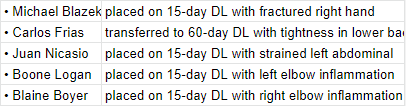 • Michael Blazek placed on 15-day DL with fractured right hand
• Carlos Frias transferred to 60-day DL with tightness in lower ba
• Juan Nicasio placed on 15-day DL with strained left abdominal
• Boone Logan placed on 15-day DL with left elbow inflammation
• Blaine Boyer placed on 15-day DL with right elbow inflammation